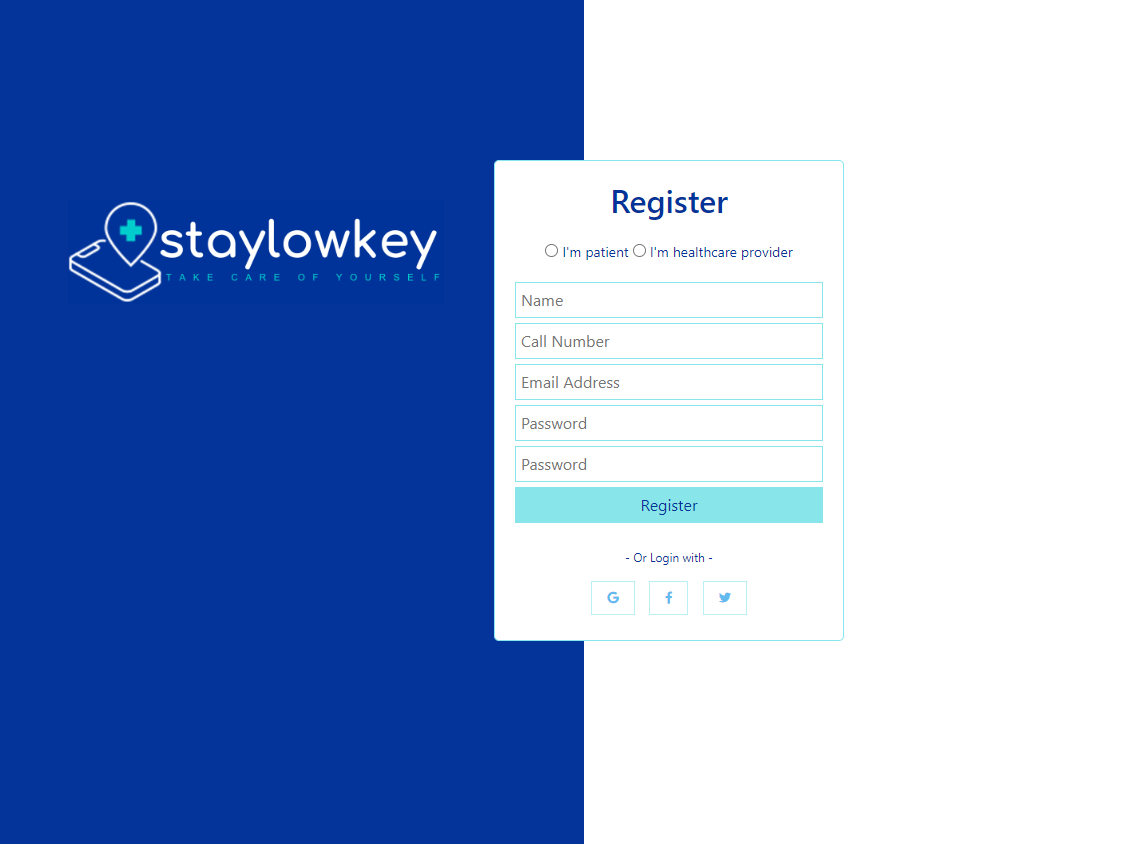 staylowkey
TAKE CARE OF YOURSELF
Register
I'm patient I'm healthcare provider
Name
Call Number
Email Address
Password
Password
Register
- Or Login with -